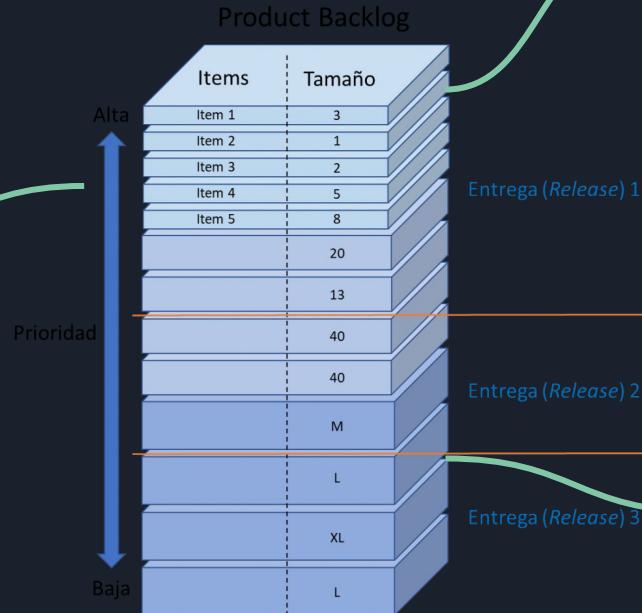 Product Backlog
Items Tamaño
Alta
Item 1 3
Item 2 1
Item 3 2
Item 4 5
Entrega (Release) 1
Item 5 8
20
13
Prioridad
40
40
Entrega (Release) 2
M
L
Entrega (Release) 3
XL
Baja
L